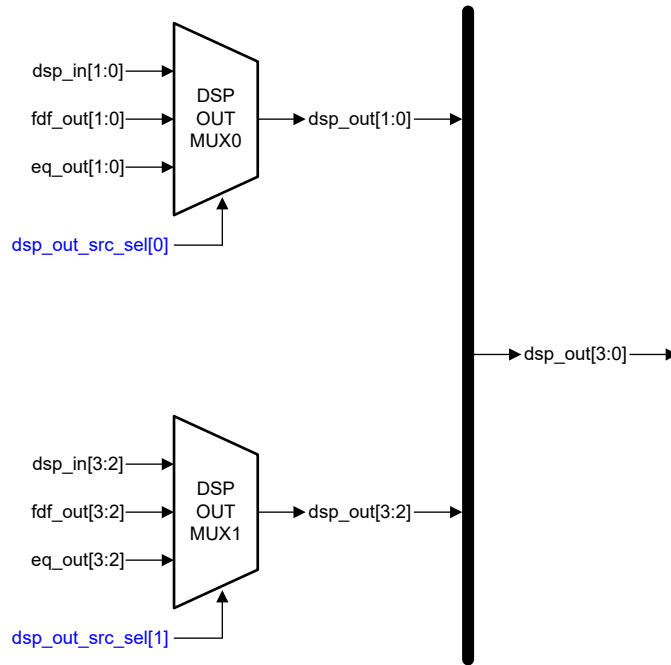 dsp_in[1:0]
fdf_out[1:0]
eq_out[1:0]
DSP
OUT
MUX0
dsp_out[1:0]
dsp_out_src_sel[0]
dsp_out[3:0]
dsp_in[3:2]
fdf_out[3:2]
eq_out[3:2]
DSP
OUT
MUX1
dsp_out[3:2]
dsp_out_src_sel[1]